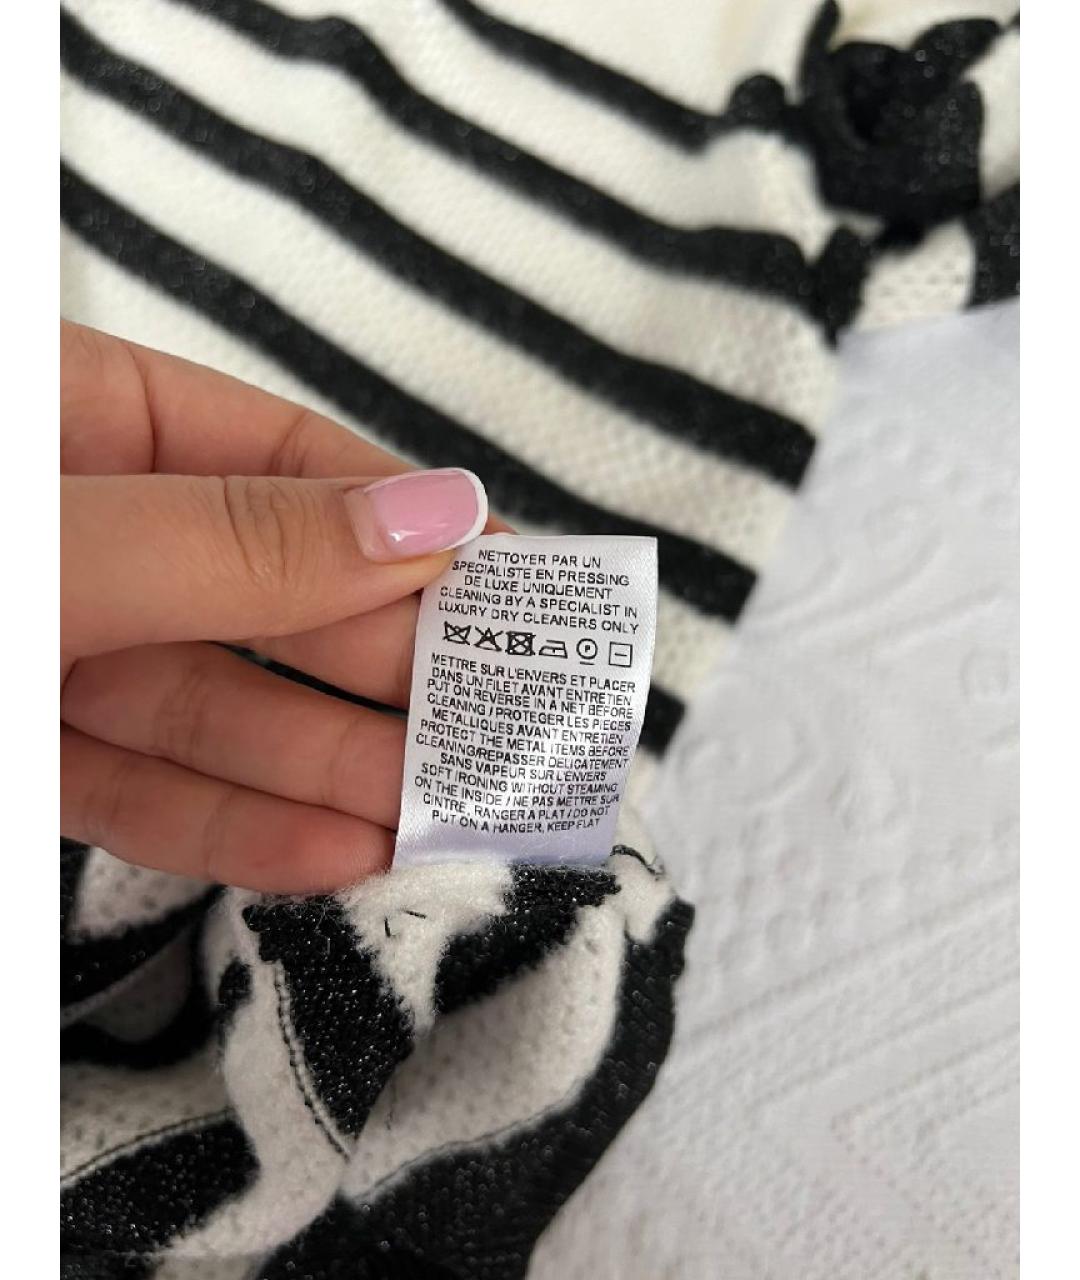 NETTOYER PAR UN
SPECIALISTE EN PRESSING
DE LUXE UNIQUEMENT
CLEANING BY A SPECIALIST IN
LUXURY DRY CLEANERS ONLY
P
METTRE SUR L'ENVERS ET PLACER
DANS UN FILET AVANT ENTRETIEN
PUT ON REVERSE IN A NET BEFORE
CLEANING / PROTEGER LES PIECES
METALLIQUES AVANT ENTRETIEN
PROTECT THE METAL ITEMS BEFORE
CLEANING/REPASSER DELICATEMENT
SANS VAPEUR SUR L'ENVERS
SOFT IRONING WITHOUT STEAMING
ON THE INSIDE / NE PAS METTRE SUR
CINTRE, RANGER A PLAT / DO NOT
PUT ON A HANGER, KEEP FLAT